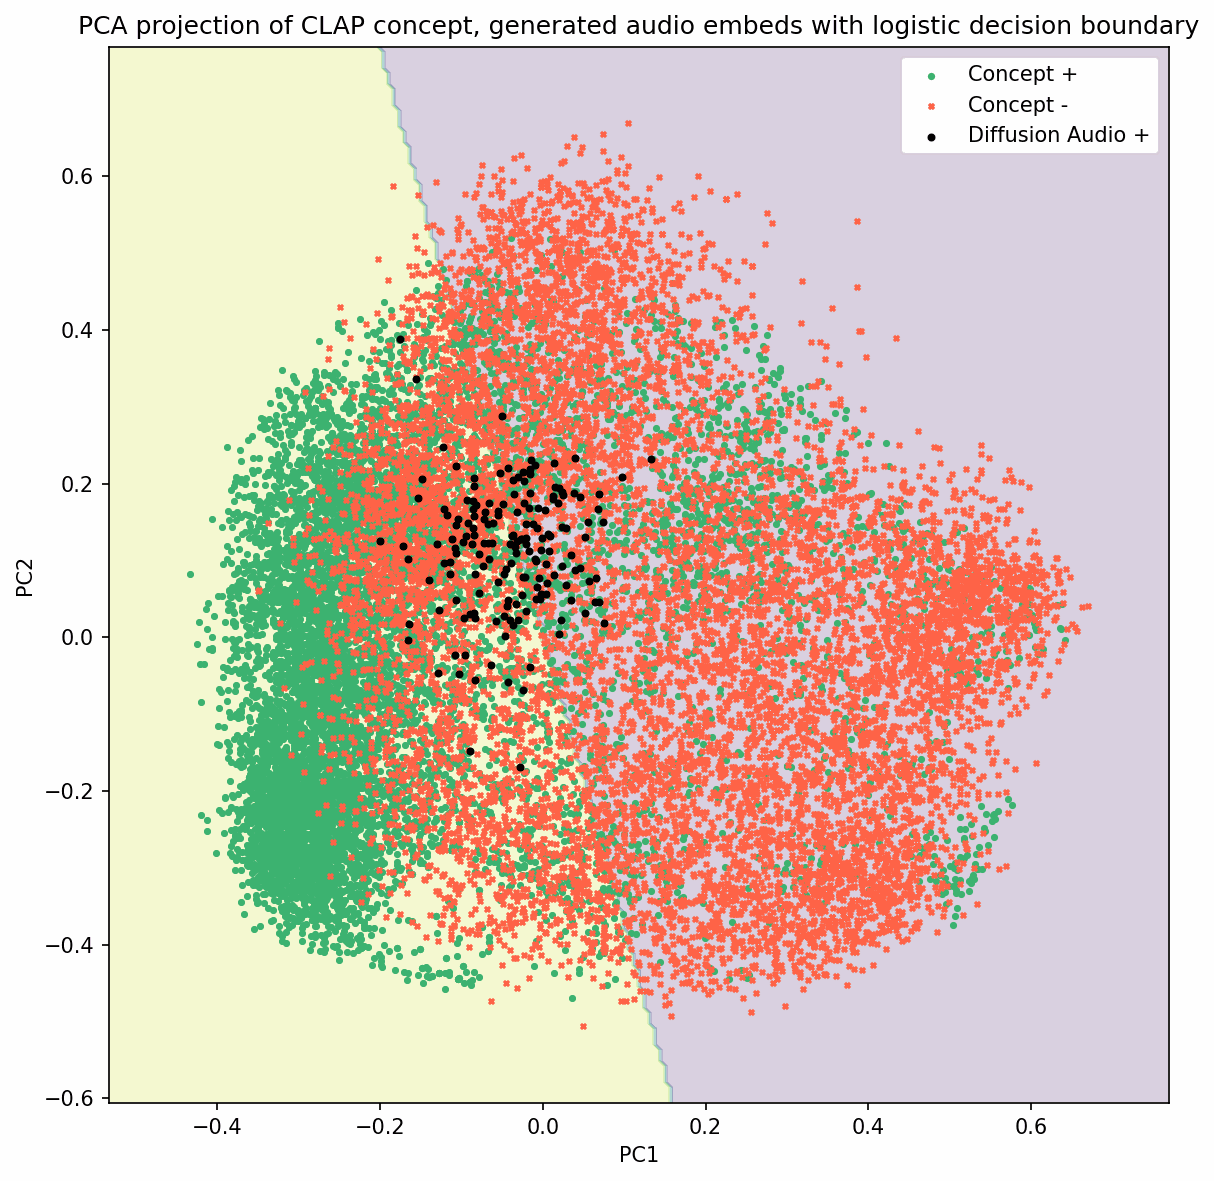 PCA projection of CLAP concept, generated audio embeds with logistic decision boundary
Concept +
Concept -
Diffusion Audio +
0.6
0.4
0.2
0.0
−0.2
−0.4
−0.6
PC2
−0.4
−0.2
0.0
0.2
0.4
0.6
PC1